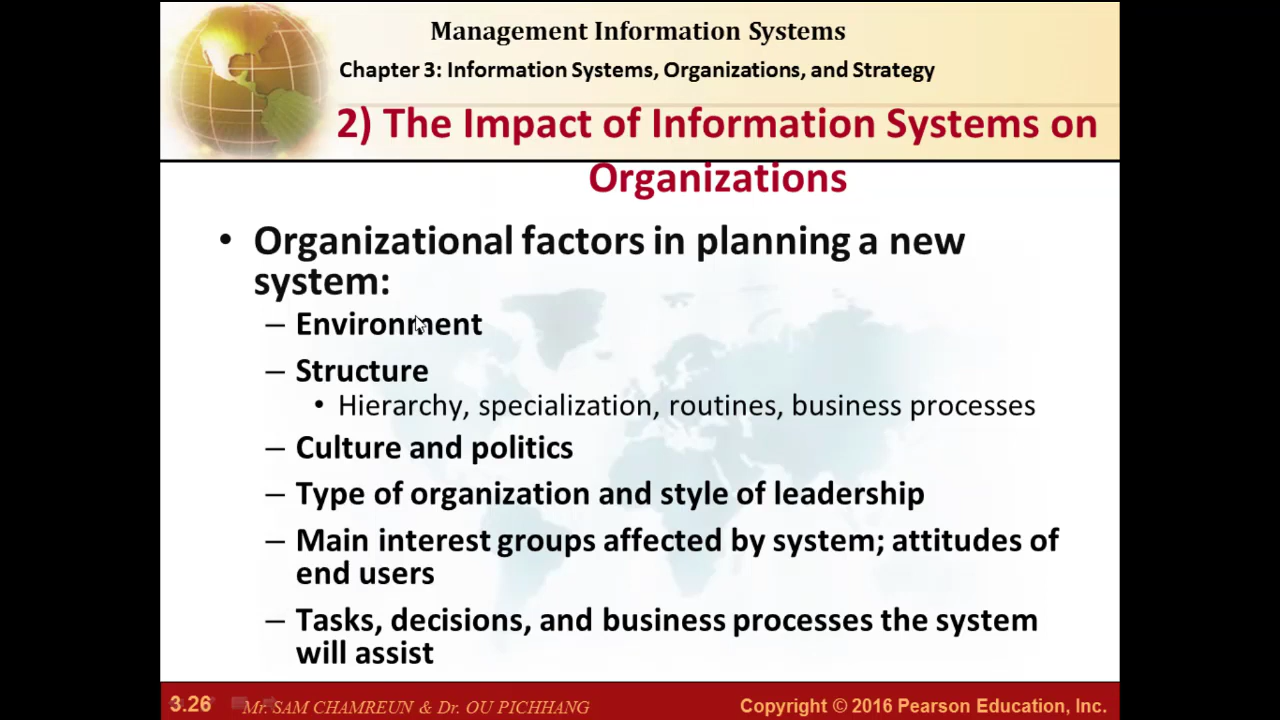 Management Information Systems
Chapter 3: Information Systems, Organizations, and Strategy
2) The Impact of Information Systems on
Organizations
• Organizational factors in planning a new
system:
– Environment
– Structure
• Hierarchy, specialization, routines, business processes
– Culture and politics
– Type of organization and style of leadership
– Main interest groups affected by system; attitudes of
end users
– Tasks, decisions, and business processes the system
will assist
3.26 Mr. SAM CHAMREUN & Dr. OU PICHHANG Copyright © 2016 Pearson Education, Inc.